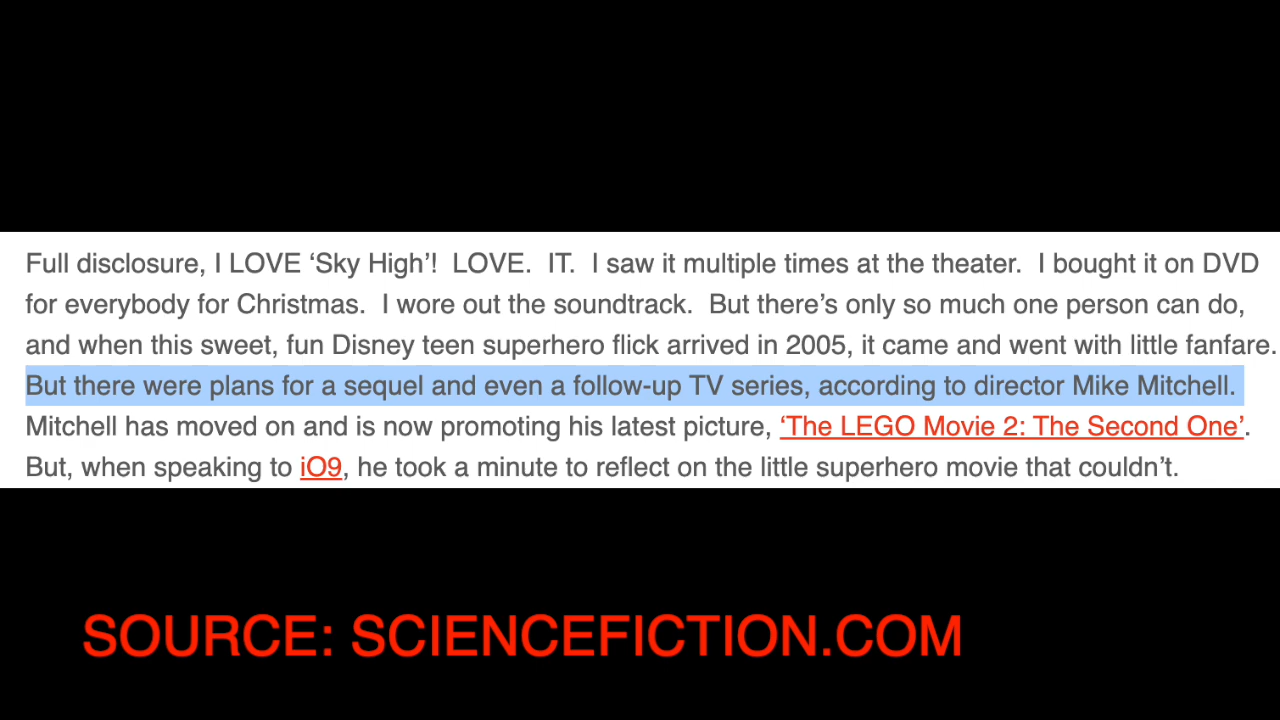 Full disclosure, I LOVE ‘Sky High’!  LOVE.  IT.  I saw it multiple times at the theater.  I bought it on DVD
for everybody for Christmas.  I wore out the soundtrack.  But there’s only so much one person can do,
and when this sweet, fun Disney teen superhero flick arrived in 2005, it came and went with little fanfare.
But there were plans for a sequel and even a follow-up TV series, according to director Mike Mitchell.
Mitchell has moved on and is now promoting his latest picture, ‘The LEGO Movie 2: The Second One’.
But, when speaking to iO9, he took a minute to reflect on the little superhero movie that couldn’t.
SOURCE: SCIENCEFICTION.COM